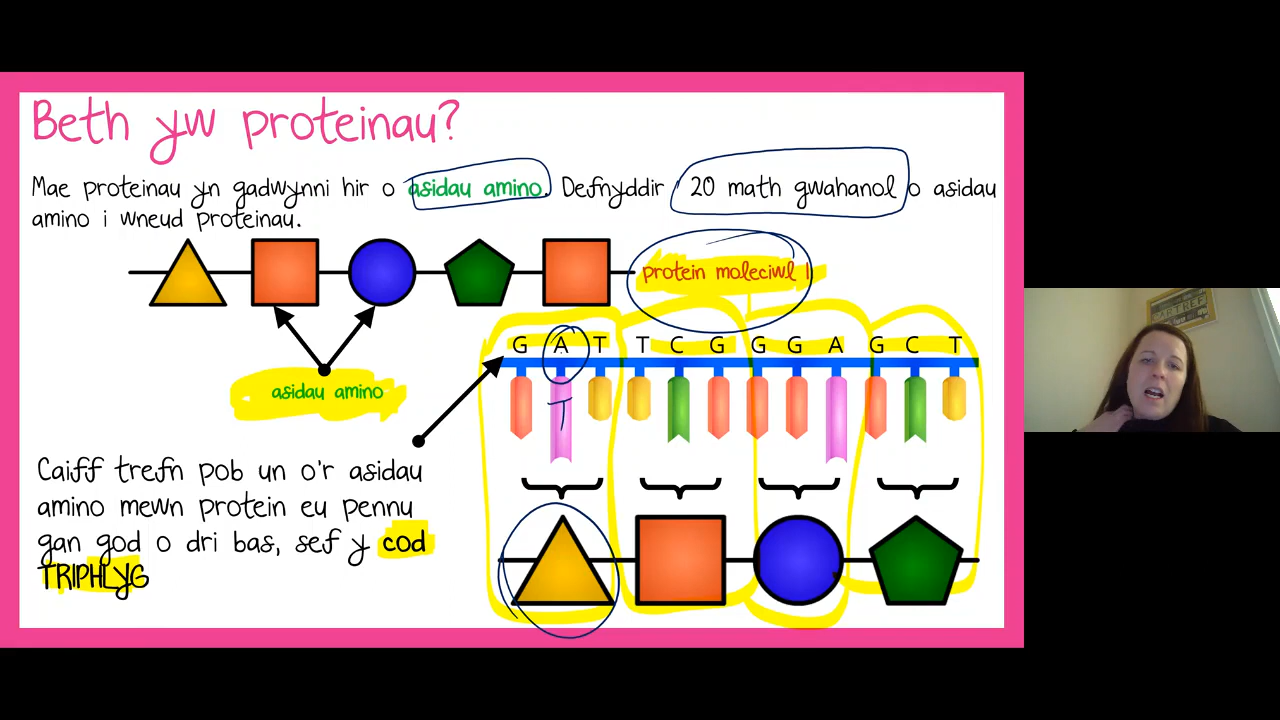 Beth yw proteinau?
Mae proteinau yn gadwynni hir o asidau amino. Defnyddir 20 math gwahanol o asidau
amino i wneud proteinau.
protein moleciwl
G A T T C G G G A G C T
asidau amino
T
Caiff trefn pob un o'r asidau
amino mewn protein eu pennu
gan god o dri bas, sef y cod
TRIPHLYG